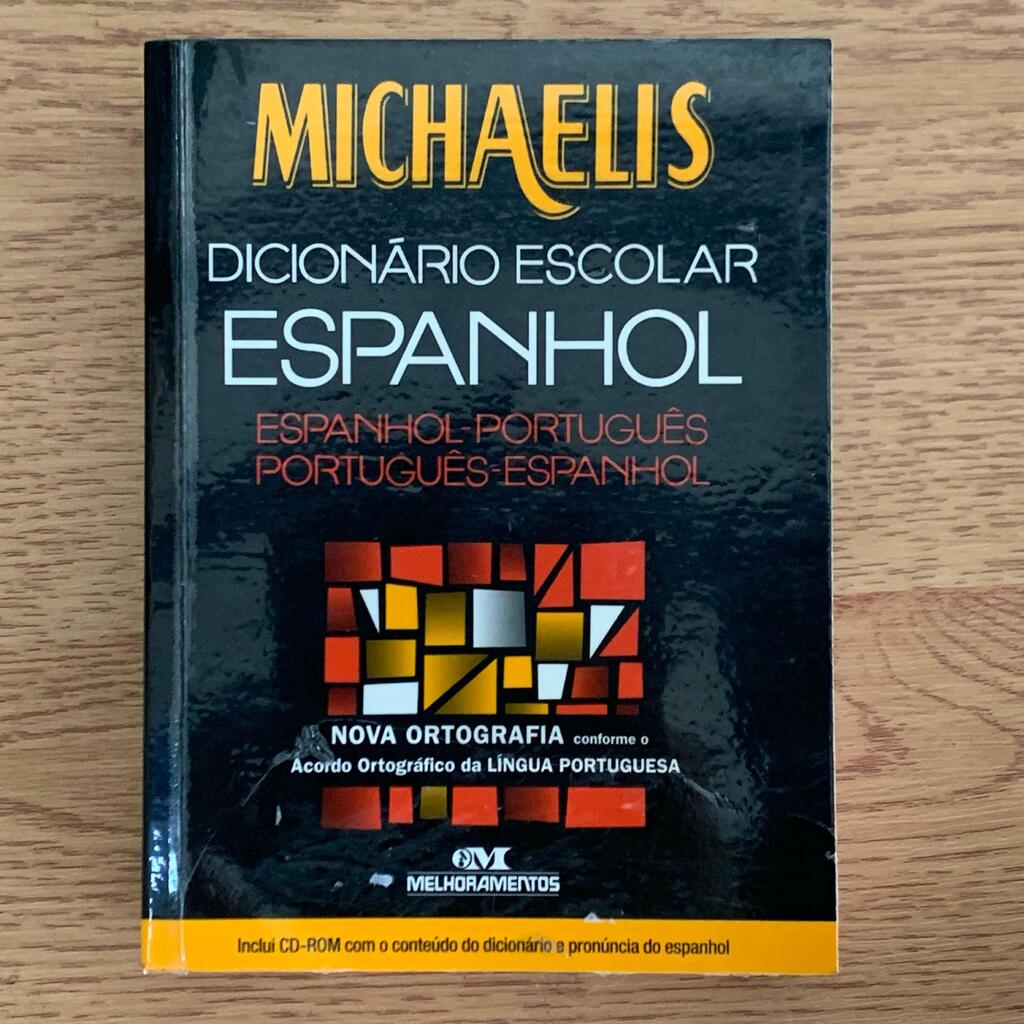 MICHAELIS
DICIONÁRIO ESCOLAR
ESPANHOL
ESPANHOL-PORTUGUÊS
PORTUGUÊS-ESPANHOL
NOVA ORTOGRAFIA conforme o
Acordo Ortográfico da LÍNGUA PORTUGUESA
M
MELHORAMENTOS
Inclui CD-ROM com o conteúdo do dicionário e pronúncia do espanhol